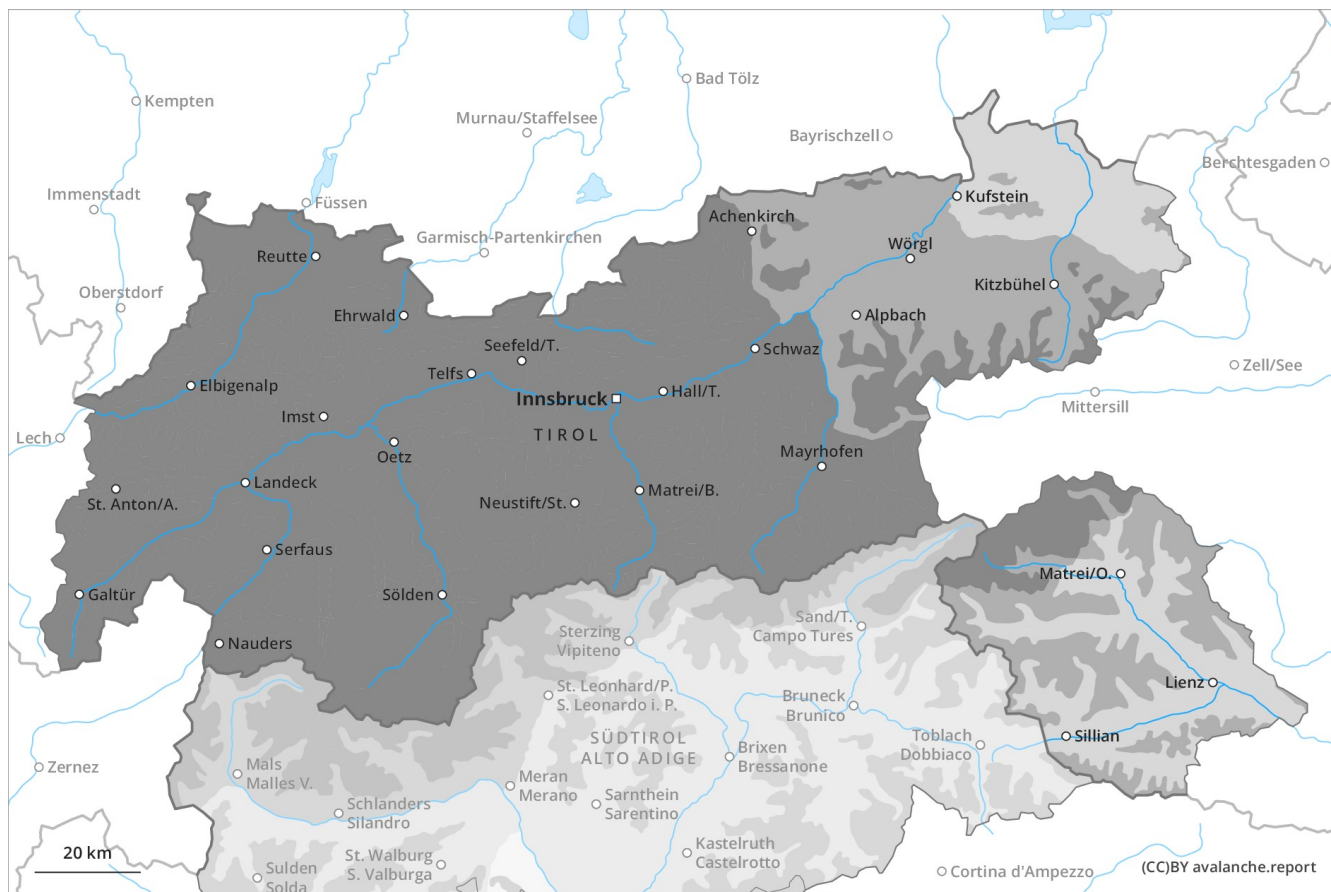 Bad Tölz
Kempten
Murnau/Staffelsee
Bayrischzell
Berchtesgaden
Immenstadt
Füssen
Kufstein
Achenkirch
Garmisch-Partenkirchen
Wörgl
Reutte
Kitzbühel
Oberstdorf
Ehrwald
Alpbach
Seefeld/T.
Schwaz
Telfs
Zell/See
Elbigenalp
Hall/T.
Innsbruck
Mittersill
Imst
TIROL
Lech
Oetz
Mayrhofen
Landeck
Matrei/B.
St. Anton/A.
Neustift/St.
Serfaus
Matrei/O.
Galtür
Sölden
Sand/T.
Campo Tures
Sterzing
Vipiteno
Nauders
Lienz
St. Leonhard/P.
S. Leonardo i. P.
Bruneck
Brunico
Toblach
Dobbiaco
Sillian
SÜDTIROL
ALTO ADIGE
Brixen
Bressanone
Zernez
Mals
Malles V.
Meran
Merano
Sarnthein
Sarentino
Schlanders
Silandro
Kastelruth
Castelrotto
20 km
St. Walburg
S. Valburga
Sulden
Solda
Cortina d'Ampezzo
(CC)BY avalanche.report